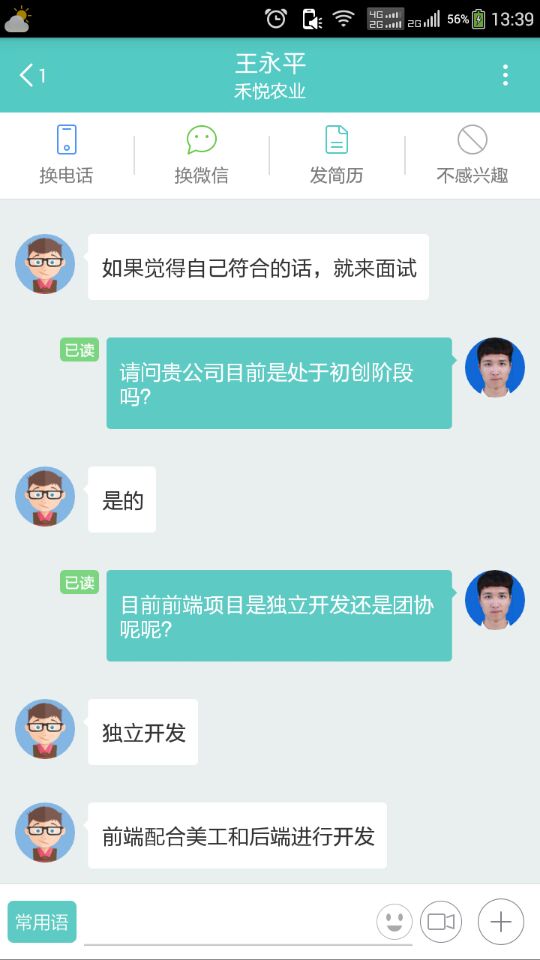 4G
2G
2G
56%
13:39
1
王永平
禾悦农业
换电话
换微信
发简历
不感兴趣
如果觉得自己符合的话，就来面试
已读
请问贵公司目前是处于初创阶段
吗？
是的
已读
目前前端项目是独立开发还是团协
呢呢？
独立开发
前端配合美工和后端进行开发
常用语